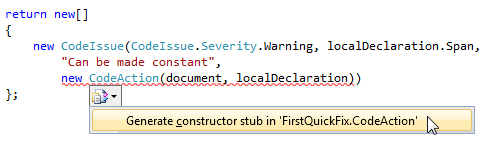 return new[]
{
new CodeIssue(CodeIssue.Severity.Warning, localDeclaration.Span,
"Can be made constant",
new CodeAction(document, localDeclaration))
};
Generate constructor stub in 'FirstQuickFix.CodeAction'